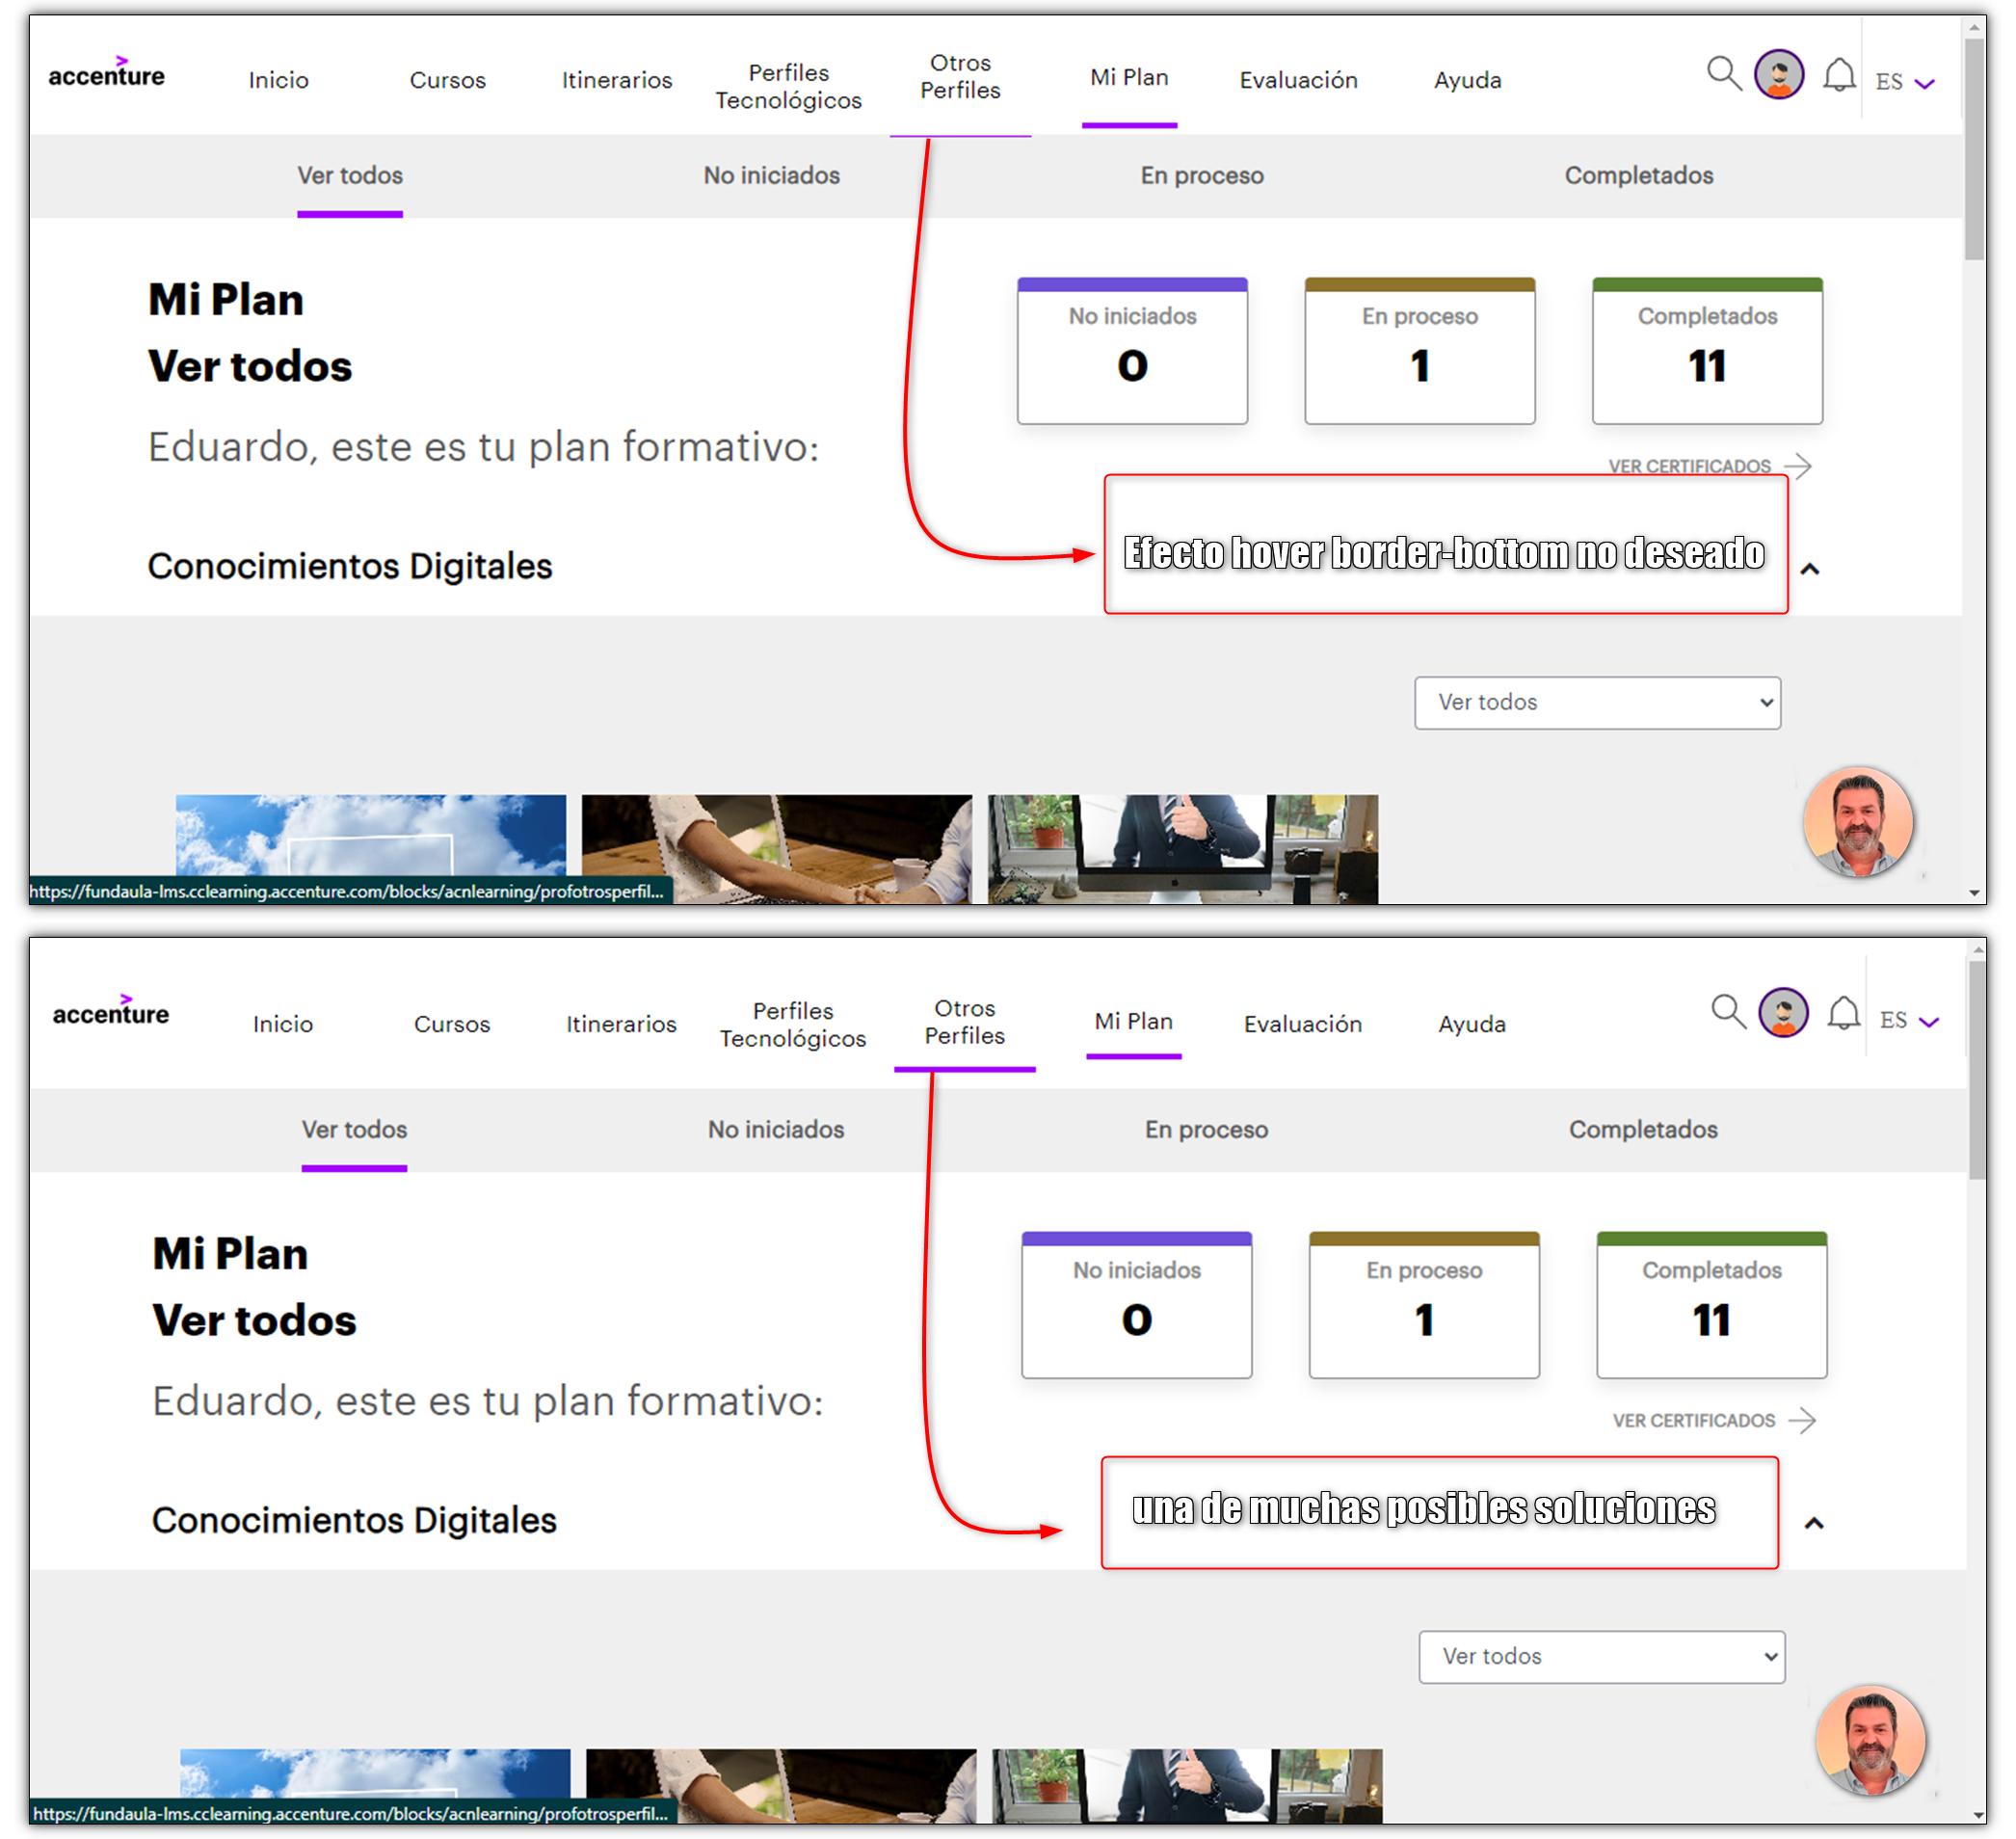 accenture
Inicio
Cursos
Itinerarios
Perfiles
Tecnológicos
Otros
Perfiles
Mi Plan
Evaluación
Ayuda
ES
Ver todos
No iniciados
En proceso
Completados
Mi Plan
Ver todos
Eduardo, este es tu plan formativo:
No iniciados
0
En proceso
1
Completados
11
VER CERTIFICADOS
Efecto hover border-bottom no deseado
Conocimientos Digitales
Ver todos
https://fundaula-lms.cclearning.accenture.com/blocks/acnlearning/profotrosperfil...
accenture
Inicio
Cursos
Itinerarios
Perfiles
Tecnológicos
Otros
Perfiles
Mi Plan
Evaluación
Ayuda
ES
Ver todos
No iniciados
En proceso
Completados
Mi Plan
Ver todos
Eduardo, este es tu plan formativo:
No iniciados
0
En proceso
1
Completados
11
VER CERTIFICADOS
una de muchas posibles soluciones
Conocimientos Digitales
Ver todos
https://fundaula-lms.cclearning.accenture.com/blocks/acnlearning/profotrosperfil...